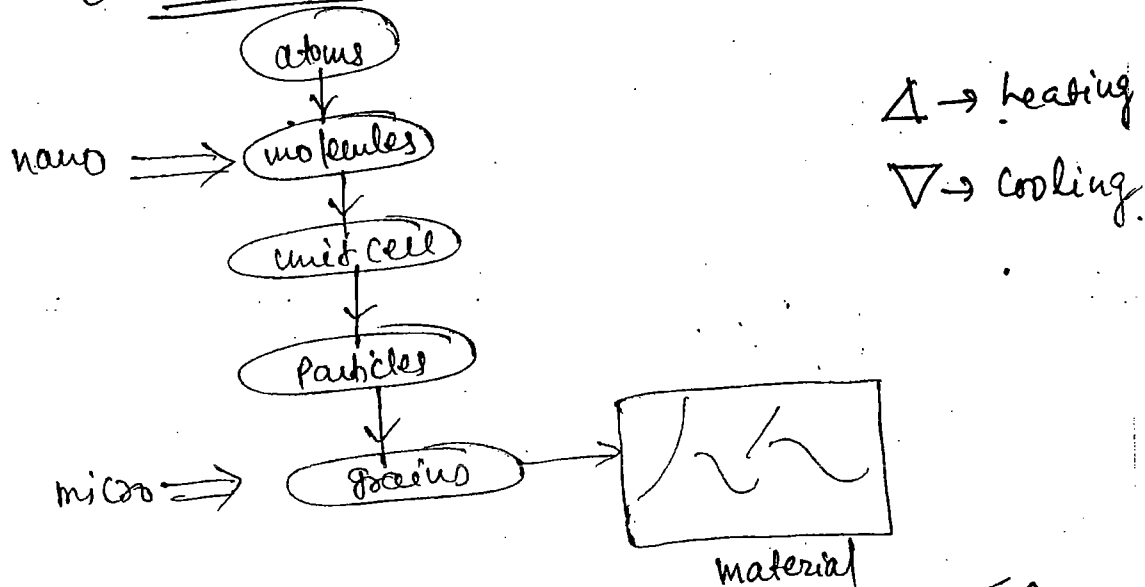 atoms
nano ⇒ molecules
unit cell
Particles
micro ⇒ grains →
material
Δ → heating
∇ → cooling.